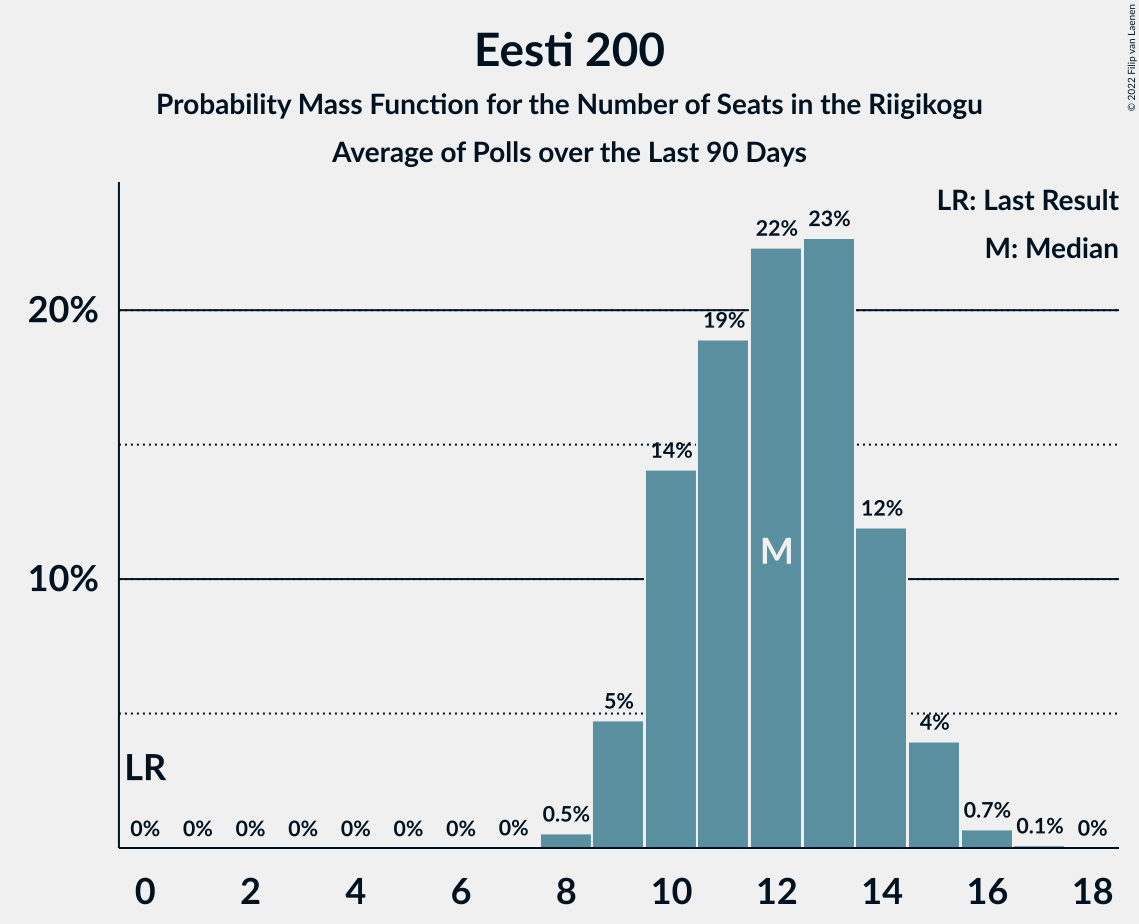 © 2022 Filip van Laenen
Eesti 200
Probability Mass Function for the Number of Seats in the Riigikogu
Average of Polls over the Last 90 Days
LR: Last Result
M: Median
20%
10%
0% 0% 0% 0% 0% 0% 0% 0% 0.5% 5% 14% 19% 22% 23% 12% 4% 0.7% 0.1% 0%
LR
M
0 2 4 6 8 10 12 14 16 18